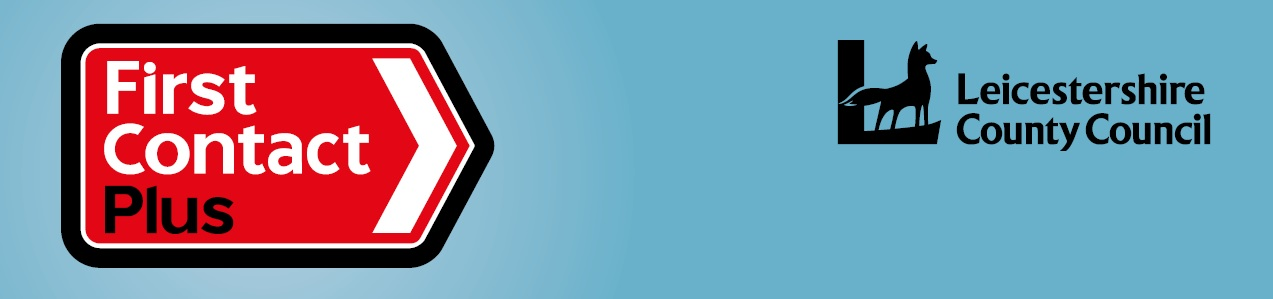 First
Contact
Plus
Leicestershire
County Council